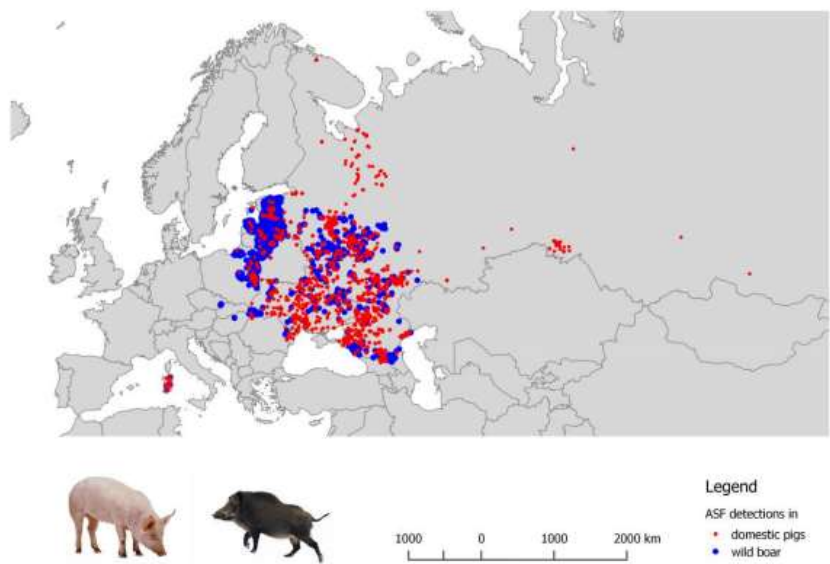 Legend
ASF detections in
domestic pigs
wild boar
1000 0 1000 2000 km